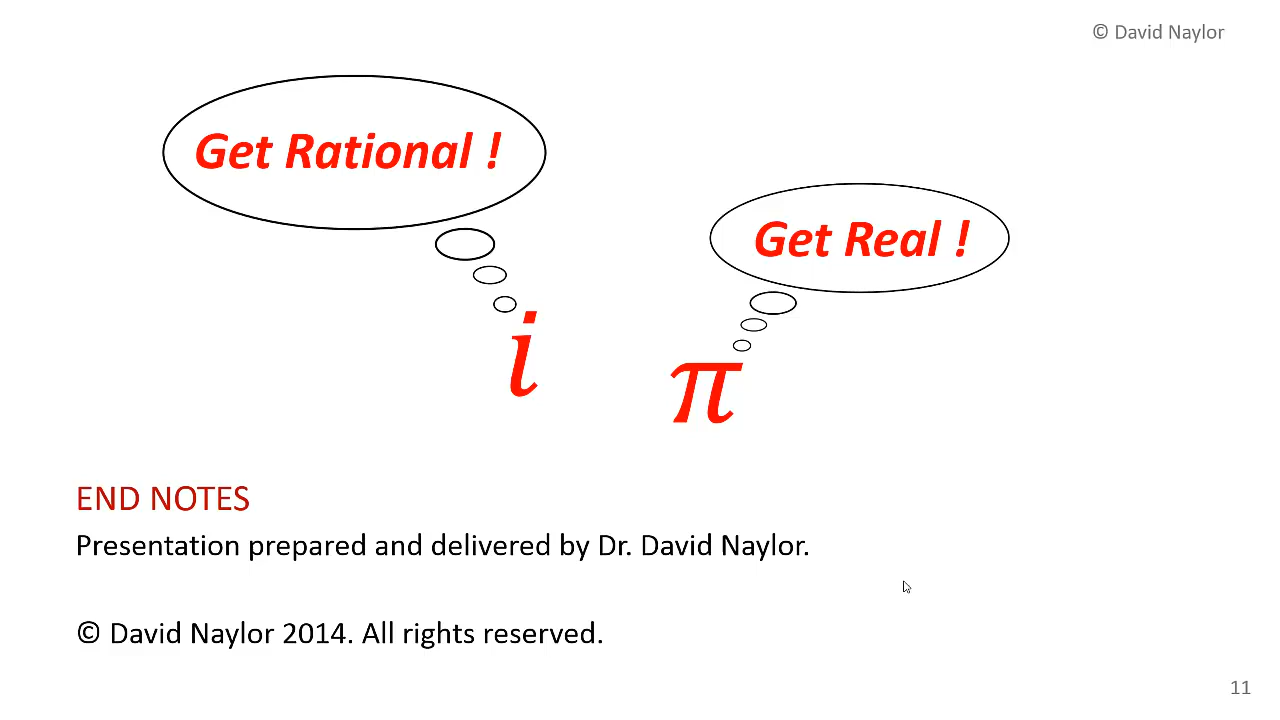 © David Naylor
Get Rational !
Get Real !
i
π
END NOTES
Presentation prepared and delivered by Dr. David Naylor.
© David Naylor 2014. All rights reserved.
11